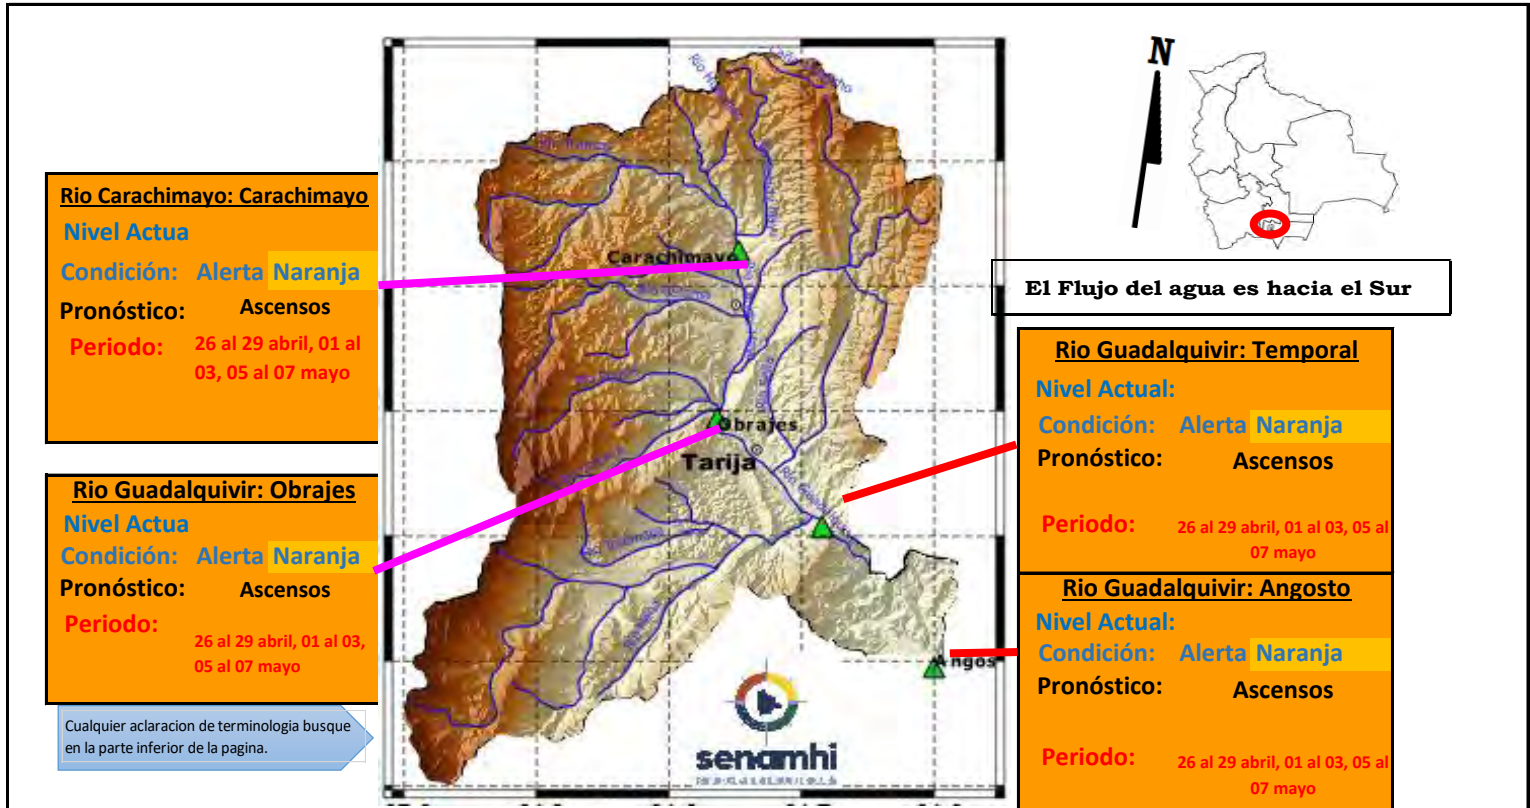 N
El Flujo del agua es hacia el Sur
Rio Carachimayo: Carachimayo
Nivel Actua
Condición: Alerta Naranja
Pronóstico: Ascensos
Periodo: 26 al 29 abril, 01 al
03, 05 al 07 mayo
Rio Guadalquivir: Obrajes
Nivel Actua
Condición: Alerta Naranja
Pronóstico: Ascensos
Periodo:
26 al 29 abril, 01 al 03,
05 al 07 mayo
Cualquier aclaracion de terminologia busque
en la parte inferior de la pagina.
Carachimayo
Obrajes
Tarija
Angos
senamhi
Rio Guadalquivir: Temporal
Nivel Actual:
Condición: Alerta Naranja
Pronóstico: Ascensos
Periodo: 26 al 29 abril, 01 al 03, 05 al
07 mayo
Rio Guadalquivir: Angosto
Nivel Actual:
Condición: Alerta Naranja
Pronóstico: Ascensos
Periodo: 26 al 29 abril, 01 al 03, 05 al
07 mayo